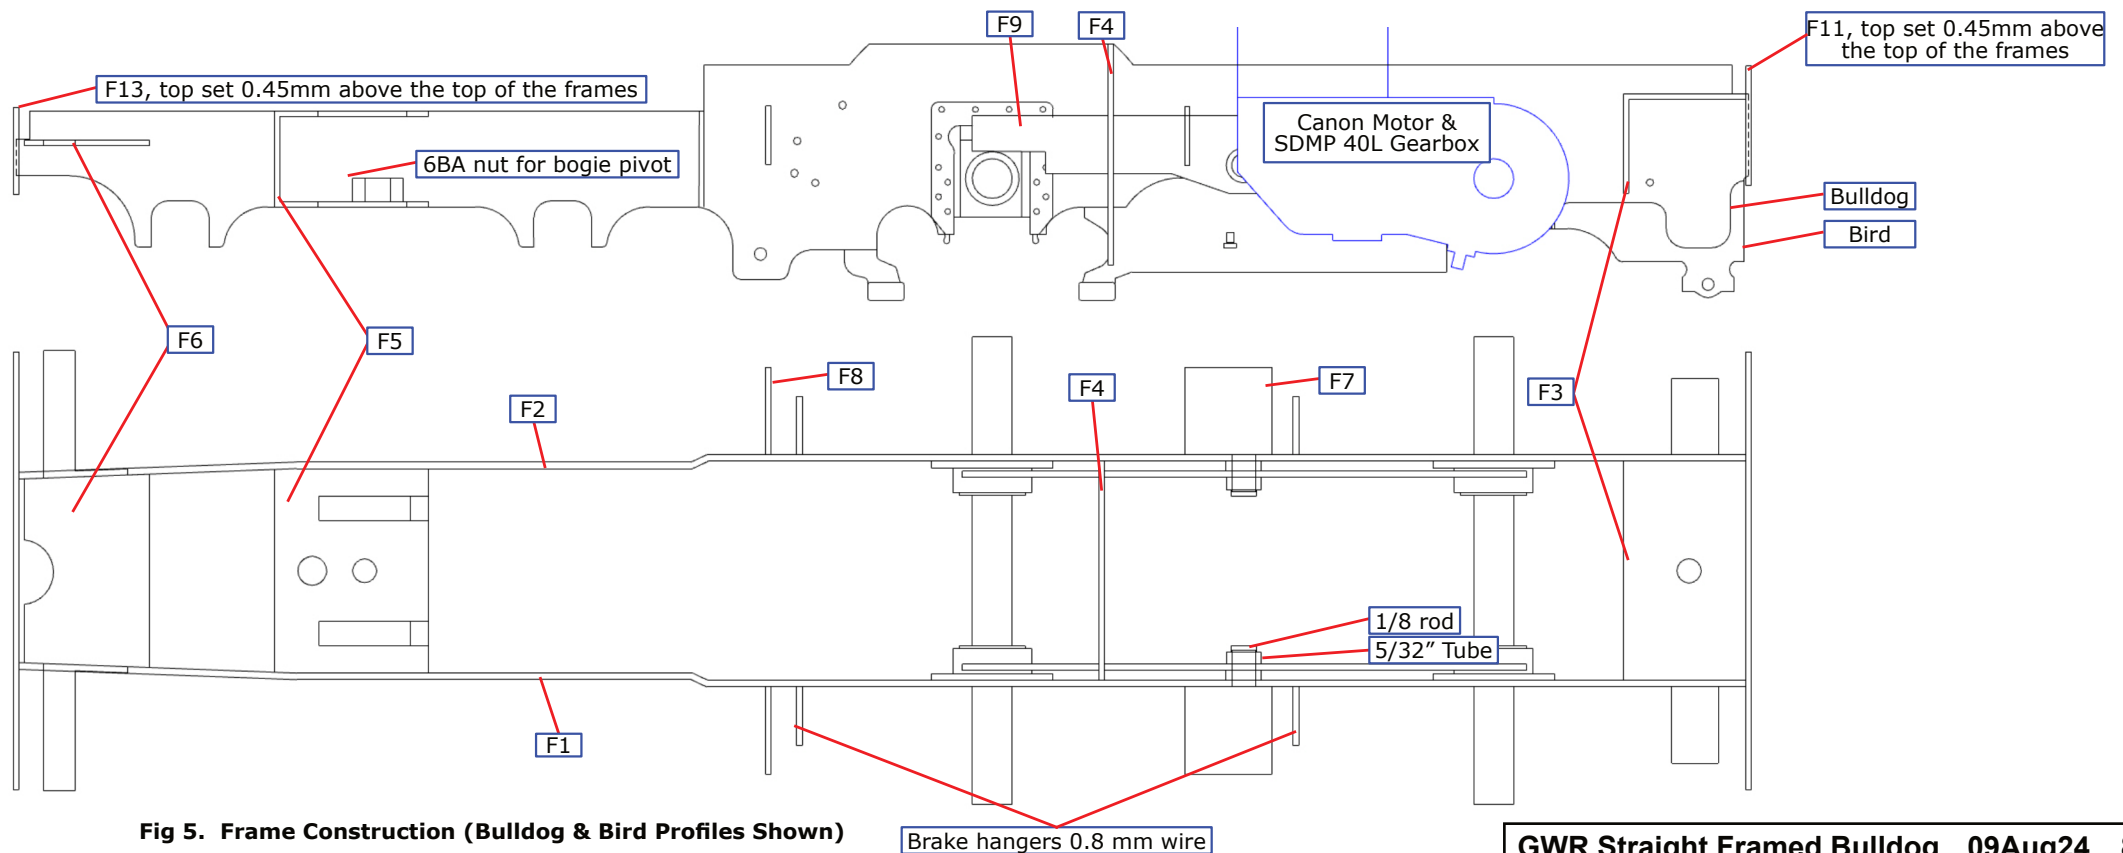 F9
F4
F11, top set 0.45mm above
the top of the frames
F13, top set 0.45mm above the top of the frames
Canon Motor &
SDMP 40L Gearbox
6BA nut for bogie pivot
Bulldog
Bird
F6
F5
F8
F7
F4
F3
F2
1/8 rod
5/32” Tube
F1
Fig 5.  Frame Construction (Bulldog & Bird Profiles Shown)
Brake hangers 0.8 mm wire
GWR Straight Framed Bulldog   09Aug24